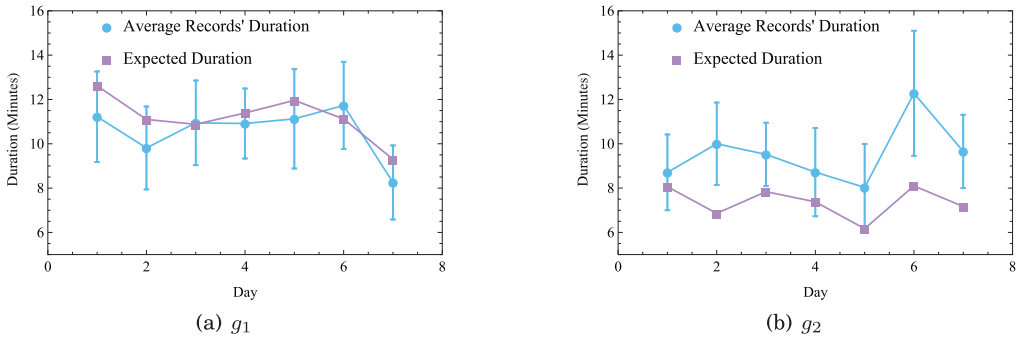 16
14
12
10
8
6
0
2
4
6
8
Duration (Minutes)
Day
Average Records' Duration
Expected Duration
(a) g1
16
14
12
10
8
6
0
2
4
6
8
Duration (Minutes)
Day
Average Records' Duration
Expected Duration
(b) g2